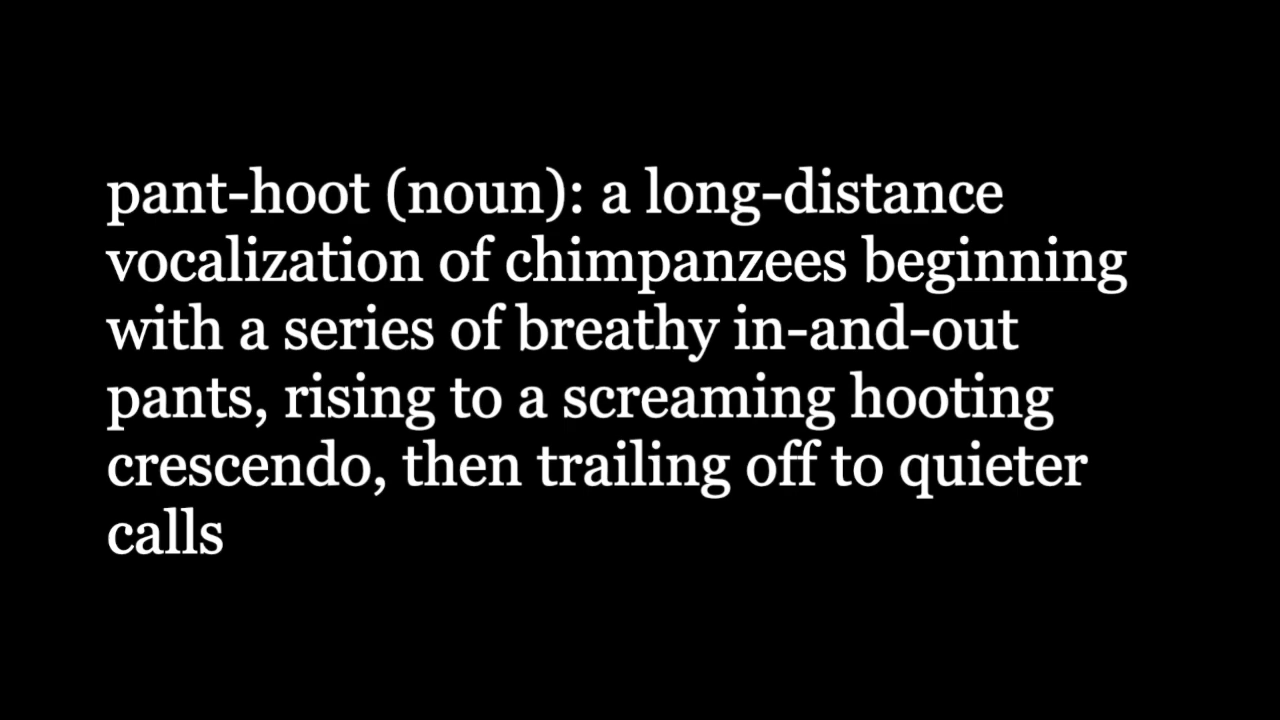 pant-hoot (noun): a long-distance
vocalization of chimpanzees beginning
with a series of breathy in-and-out
pants, rising to a screaming hooting
crescendo, then trailing off to quieter
calls